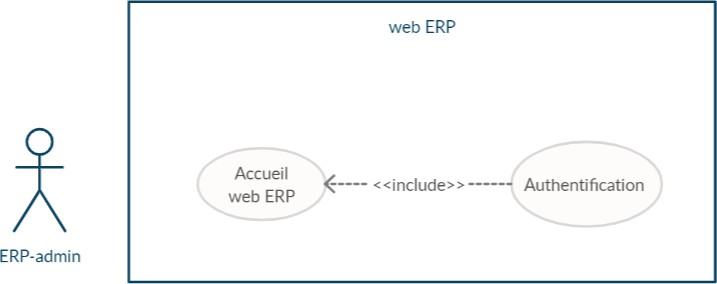 web ERP
Accueil
web ERP
<<include>>
Authentification
ERP-admin